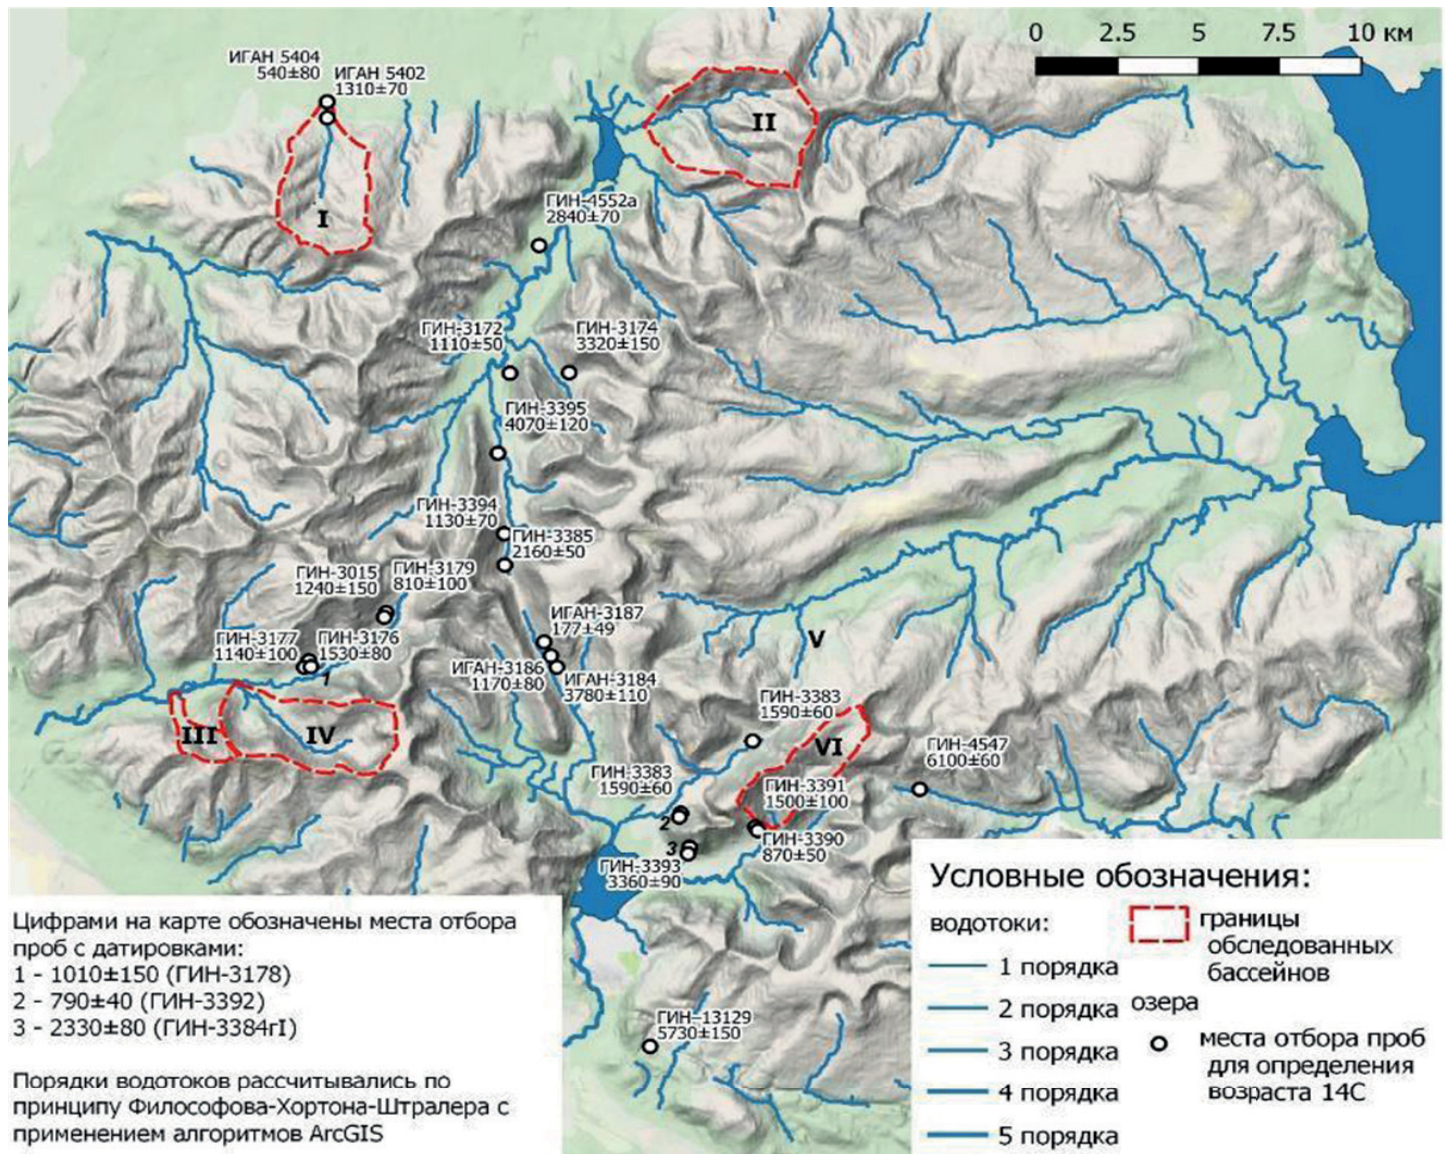 0 2.5 5 7.5 10 км
ИГАН 5404
540±80
ИГАН 5402
1310±70
I
II
ГИН-4552а
2840±70
ГИН-3172
1110±50
ГИН-3174
3320±150
ГИН-3395
4070±120
ГИН-3394
1130±70
ГИН-3385
2160±50
ГИН-3015
1240±150
ГИН-3179
810±100
ИГАН-3187
177±49
ГИН-3177
1140±100
ГИН-3176
1530±80
1
ИГАН-3186
1170±80
ИГАН-3184
3780±110
V
III
IV
ГИН-3383
1590±60
VI
ГИН-4547
6100±60
ГИН-3383
1590±60
ГИН-3391
1500±100
2
3
ГИН-3390
870±50
ГИН-3393
3360±90
ГИН-13129
5730±150
Цифрами на карте обозначены места отбора
проб с датировками:
1 - 1010±150 (ГИН-3178)
2 - 790±40 (ГИН-3392)
3 - 2330±80 (ГИН-3384гI)
Порядки водотоков рассчитывались по
принципу Философова-Хортона-Штралера с
применением алгоритмов ArcGIS
Условные обозначения:
водотоки:
1 порядка
2 порядка
3 порядка
4 порядка
5 порядка
границы
обследованных
бассейнов
озера
места отбора проб
для определения
возраста 14С